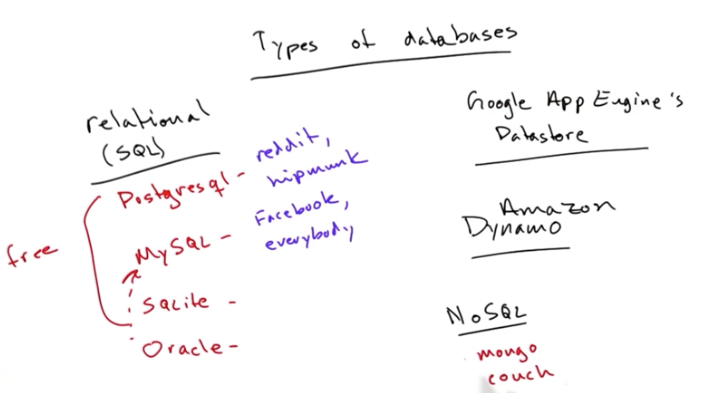 Types of databases
relational
(SQL)
free
Postgresql - reddit,
hipmunk
MySQL - Facebook,
everybody
Sqlite -
Oracle -
Google App Engine's
Datastore
Amazon
Dynamo
NoSQL
mongo
couch